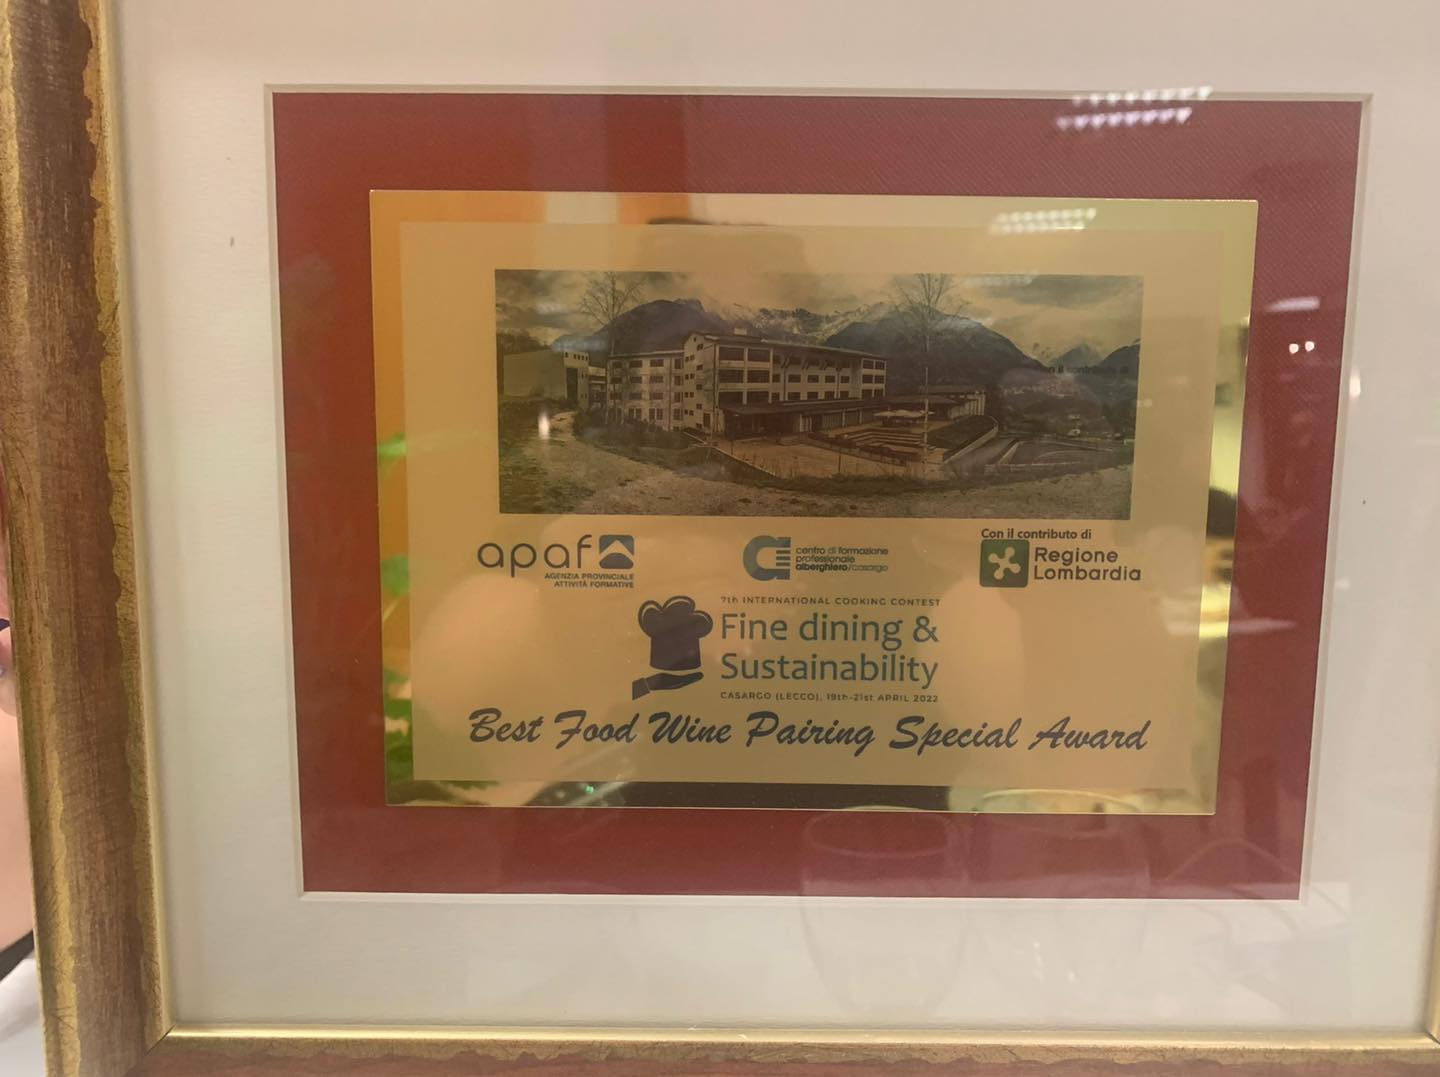 apaf
AGENZIA PROVINCIALE
ATTIVITÀ FORMATIVE
centro di formazione
professionale
alberghiero/casargo
Con il contributo di
Regione
Lombardia
7th INTERNATIONAL COOKING CONTEST
Fine dining &
Sustainability
CASARGO (LECCO), 19th-21st APRIL 2022
Best Food Wine Pairing Special Award